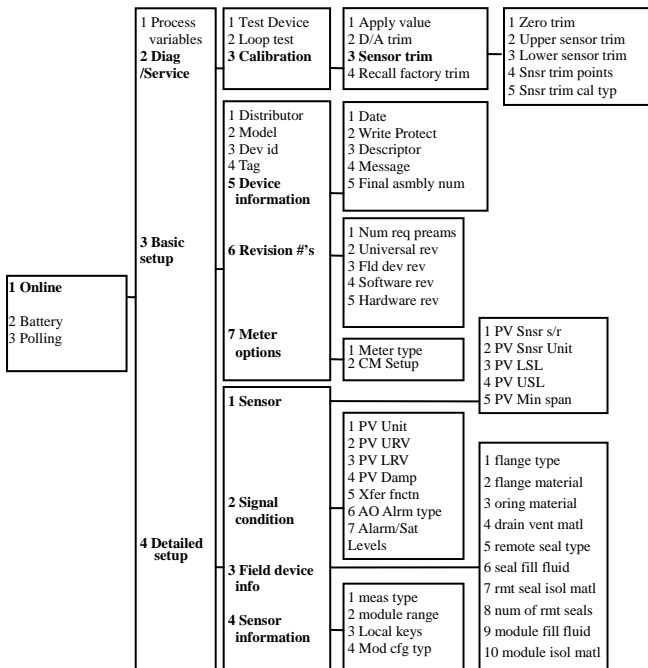 1 Online
2 Battery
3 Polling
1 Process
variables
2 Diag
/Service
3 Basic
setup
4 Detailed
setup
1 Test Device
2 Loop test
3 Calibration
1 Apply value
2 D/A trim
3 Sensor trim
4 Recall factory trim
1 Zero trim
2 Upper sensor trim
3 Lower sensor trim
4 Snsr trim points
5 Snsr trim cal typ
1 Distributor
2 Model
3 Dev id
4 Tag
5 Device
information
6 Revision #'s
7 Meter
options
1 Date
2 Write Protect
3 Descriptor
4 Message
5 Final asmbly num
1 Num req preams
2 Universal rev
3 Fld dev rev
4 Software rev
5 Hardware rev
1 Meter type
2 CM Setup
1 Sensor
2 Signal
condition
3 Field device
info
4 Sensor
information
1 PV Snsr s/r
2 PV Snsr Unit
3 PV LSL
4 PV USL
5 PV Min span
1 PV Unit
2 PV URV
3 PV LRV
4 PV Damp
5 Xfer fnctn
6 AO Alrm type
7 Alarm/Sat
Levels
1 flange type
2 flange material
3 oring material
4 drain vent matl
5 remote seal type
6 seal fill fluid
7 rmt seal isol matl
8 num of rmt seals
9 module fill fluid
10 module isol matl
1 meas type
2 module range
3 Local keys
4 Mod cfg typ